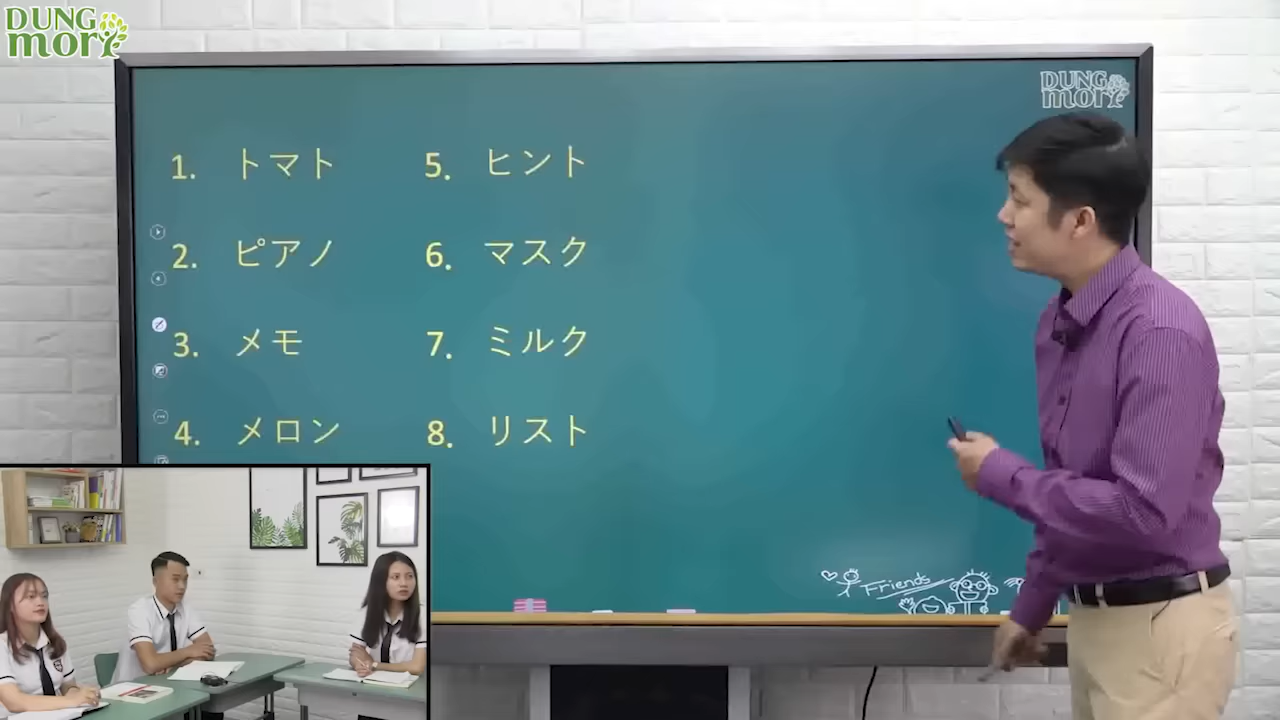 DUNG
mori
DUNG
mori
1. トマト
2. ピアノ
3. メモ
4. メロン
5. ヒント
6. マスク
7. ミルク
8. リスト
Friends